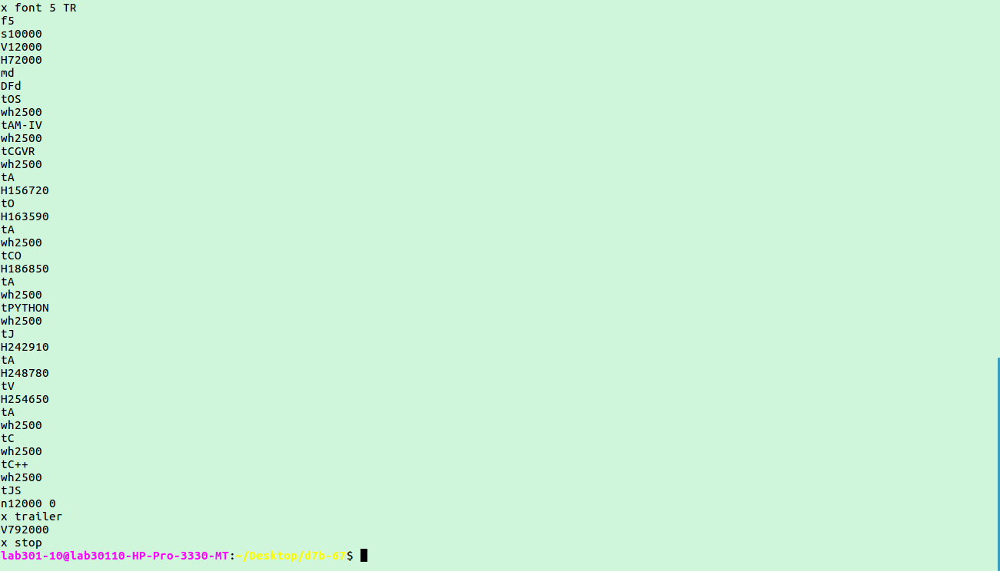 x font 5 TR
f5
s10000
V12000
H72000
md
DFd
tOS
wh2500
tAM-IV
wh2500
tCGVR
wh2500
tA
H156720
tO
H163590
tA
wh2500
tCO
H186850
tA
wh2500
tPYTHON
wh2500
tJ
H242910
tA
H248780
tV
H254650
tA
wh2500
tC
wh2500
tC++
wh2500
tJS
n12000 0
x trailer
V792000
x stop
lab301-10@lab30110-HP-Pro-3330-MT:~/Desktop/d7b-67$